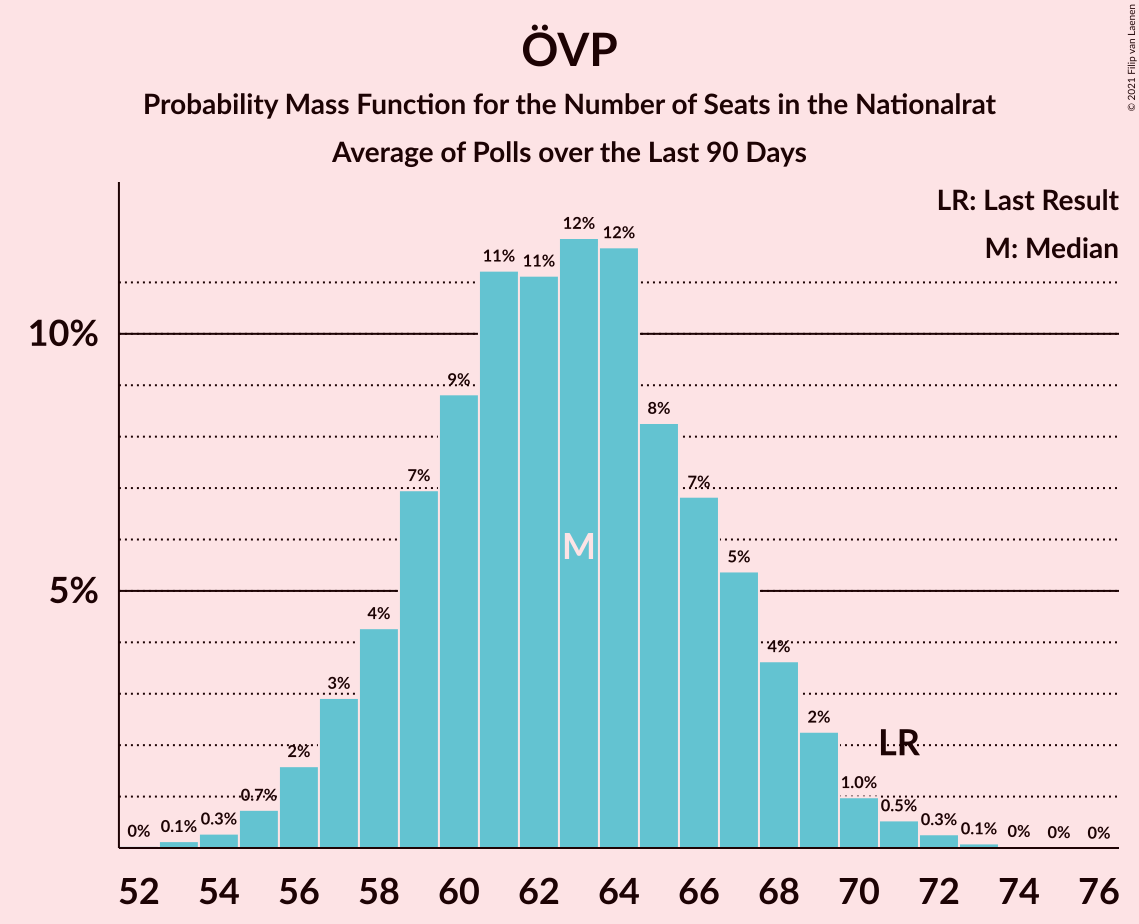 ÖVP
Probability Mass Function for the Number of Seats in the Nationalrat
Average of Polls over the Last 90 Days
© 2021 Filip van Laenen
LR: Last Result
M: Median
10%
5%
0% 0.1% 0.3% 0.7% 2% 3% 4% 7% 9% 11% 11% 12% 12% 8% 7% 5% 4% 2% 1.0% 0.5% 0.3% 0.1% 0% 0% 0%
M
LR
52 54 56 58 60 62 64 66 68 70 72 74 76